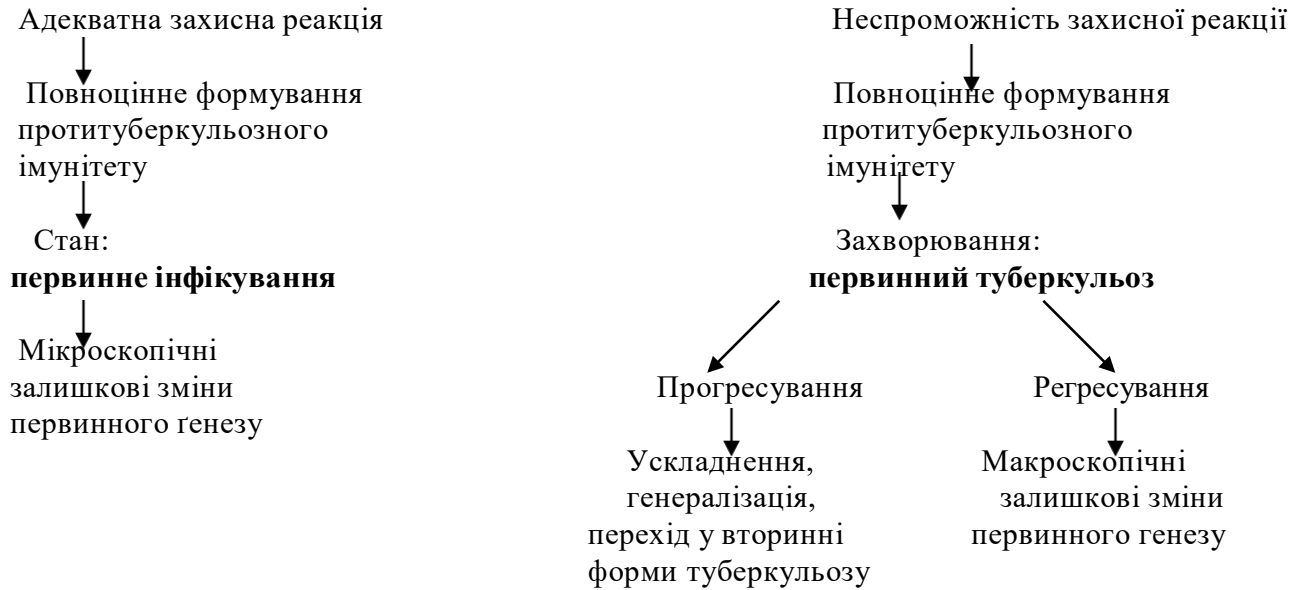 Адекватна захисна реакція
Неспроможність захисної реакції
Повноцінне формування
протитуберкульозного
імунітету
Повноцінне формування
протитуберкульозного
імунітету
Стан:
первинне інфікування
Захворювання:
первинний туберкульоз
Мікроскопічні
залишкові зміни
первинного ґенезу
Прогресування
Регресування
Ускладнення,
генералізація,
перехід у вторинні
форми туберкульозу
Макроскопічні
залишкові зміни
первинного генезу